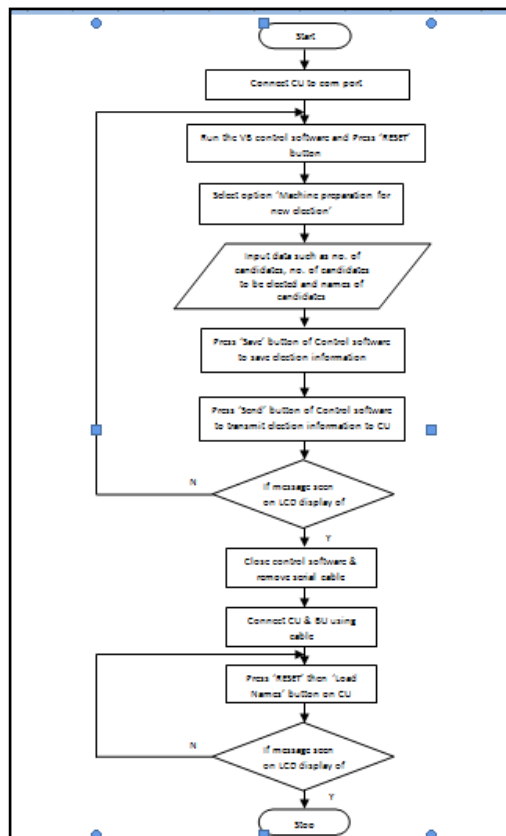 Start
Connect CU to com port
Run the VB control software and Press ‘RESET’
button
Select option ‘Machine preparation for
new election’
Input data such as no. of
candidates, no. of candidates
to be elected and names of
candidates
Press ‘Save’ button of Control software
to save election information
Press ‘Send’ button of Control software
to transmit election information to CU
If message seen
on LCD display of
N
Y
Close control software &
remove serial cable
Connect CU & BU using
cable
Press ‘RESET’ then ‘Load
Names’ button on CU
If message seen
on LCD display of
N
Y
Stop